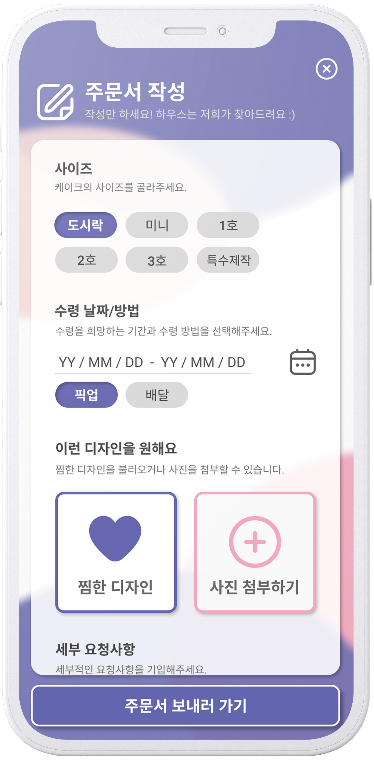 주문서 작성
작성만 하세요! 하우스는 저희가 찾아드려요 :)
사이즈
케이크의 사이즈를 골라주세요.
도시락 미니 1호
2호 3호 특수제작
수령 날짜/방법
수령을 희망하는 기간과 수령 방법을 선택해주세요.
YY / MM / DD - YY / MM / DD
픽업 배달
이런 디자인을 원해요
찜한 디자인을 불러오거나 사진을 첨부할 수 있습니다.
찜한 디자인 사진 첨부하기
세부 요청사항
세부적인 요청사항을 기입해주세요.
주문서 보내러 가기